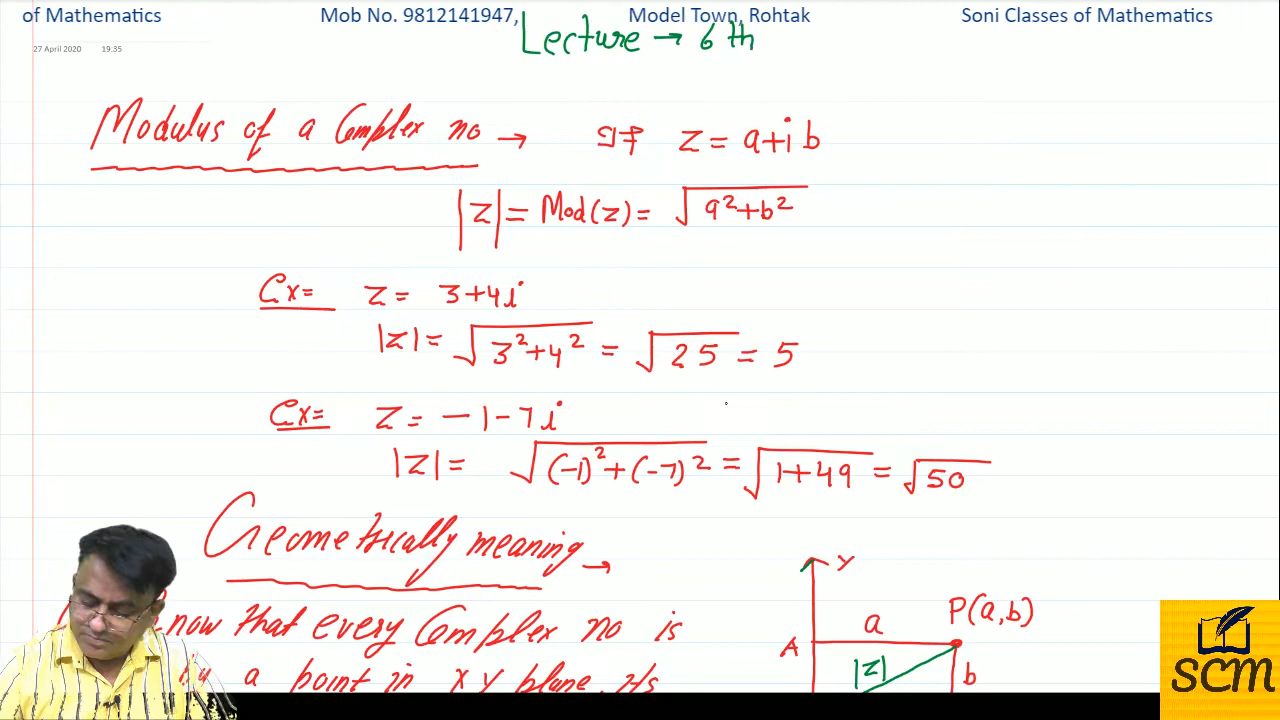 of Mathematics Mob No. 9812141947, Model Town, Rohtak Soni Classes of Mathematics
Lecture → 6th
27 April 2020 19:35
Modulus of a Complex no → If z = a+ib
|z| = Mod(z) = √(a²+b²)
Ex= z = 3+4i
|z| = √(3²+4²) = √25 = 5
Ex= z = -1-7i
|z| = √((-1)²+(-7)²) = √(1+49) = √50
Geometrically meaning →
Y
P(a,b)
now that every Complex no is
a
A
|z|
b
a point in XY plane.
SCM